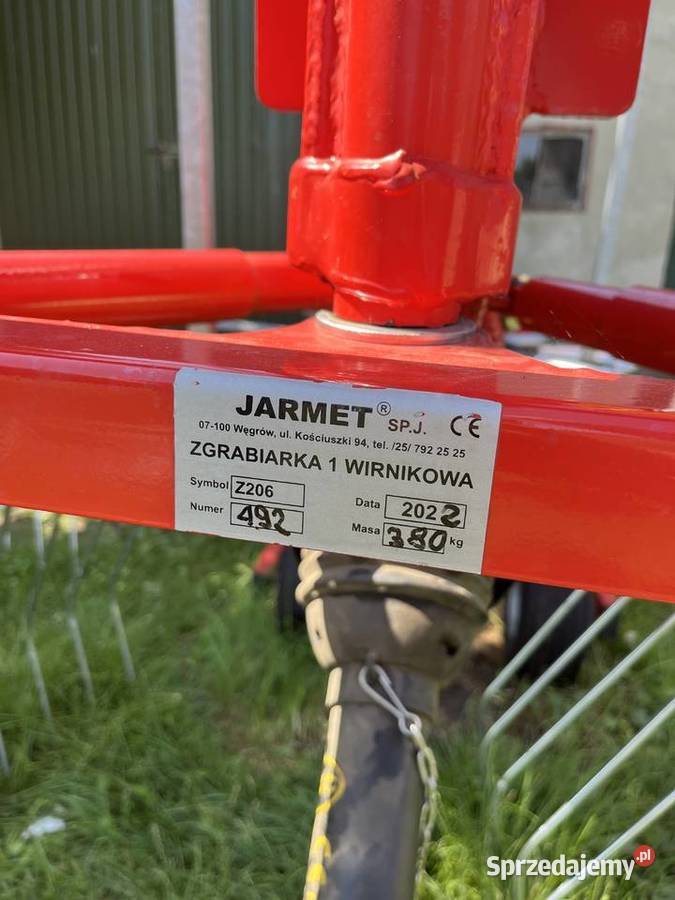 JARMET® SP.J. CE
07-100 Węgrów, ul. Kościuszki 94, tel. /25/ 792 25 25
ZGRABIARKA 1 WIRNIKOWA
Symbol Z206
Numer 492
Data 2022
Masa 380 kg
Sprzedajemy.pl